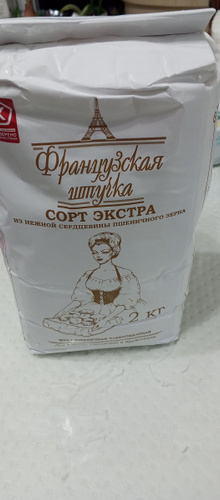 Французская
штучка
СОРТ ЭКСТРА
ИЗ НЕЖНОЙ СЕРДЦЕВИНЫ ПШЕНИЧНОГО ЗЕРНА
2 КГ